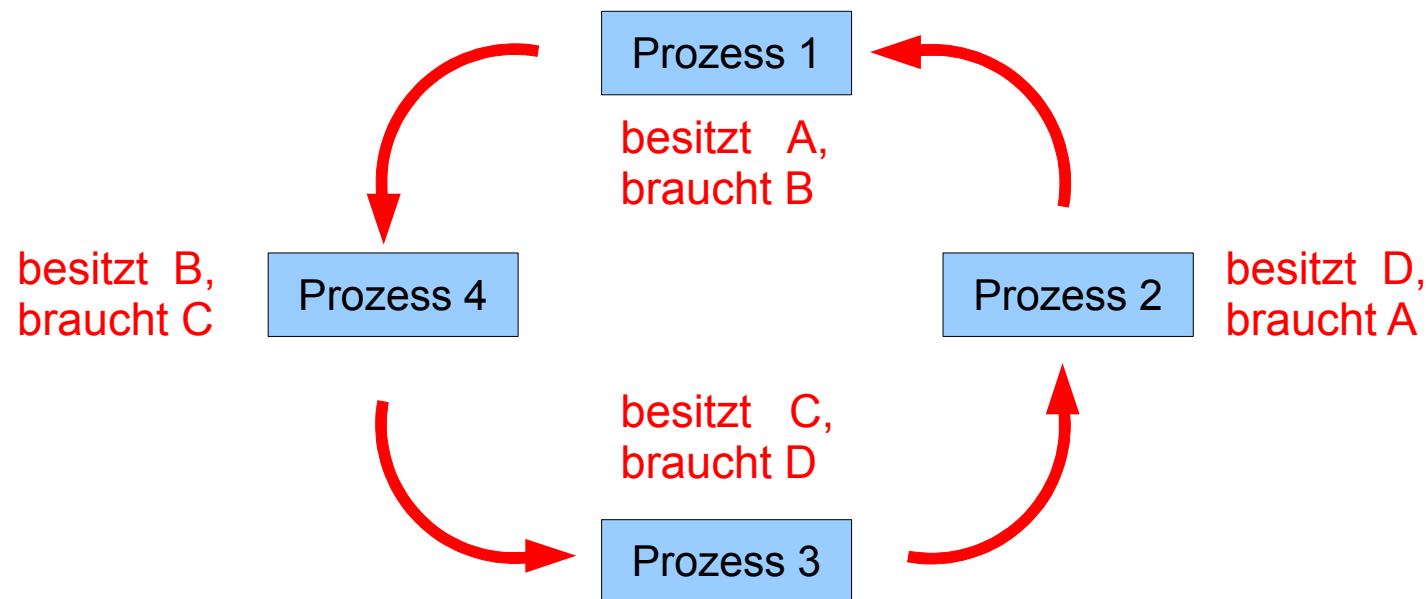 Prozess 1
besitzt A,
braucht B
besitzt B,
braucht C
Prozess 4
Prozess 2
besitzt D,
braucht A
besitzt C,
braucht D
Prozess 3